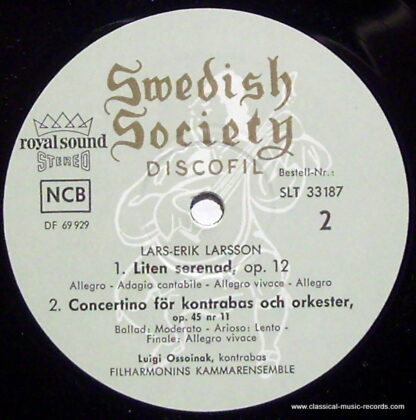 Swedish
Society
DISCOFIL
royal sound
STEREO
NCB
DF 69 929
Bestell-Nr.:
SLT 33187
2
LARS-ERIK LARSSON
1. Liten serenad, op. 12
Allegro - Adagio cantabile - Allegro vivace - Allegro
2. Concertino för kontrabas och orkester,
op. 45 nr 11
Ballad: Moderato - Arioso: Lento -
Finale: Allegro vivace
Luigi Ossoinak, kontrabas
FILHARMONINS KAMMARENSEMBLE
www.classical-music-records.com